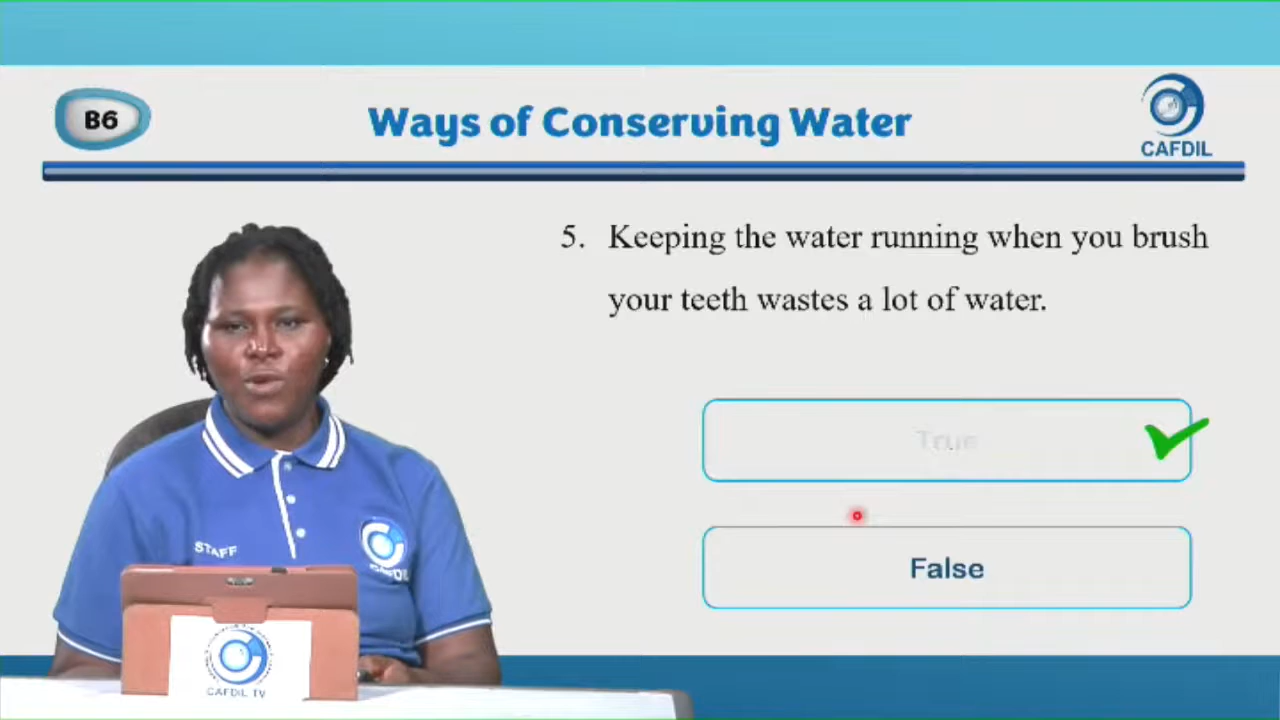 B6
Ways of Conserving Water
CAFDIL
5. Keeping the water running when you brush
your teeth wastes a lot of water.
True
False
STAFF
CAFDIL
CAFDIL TV